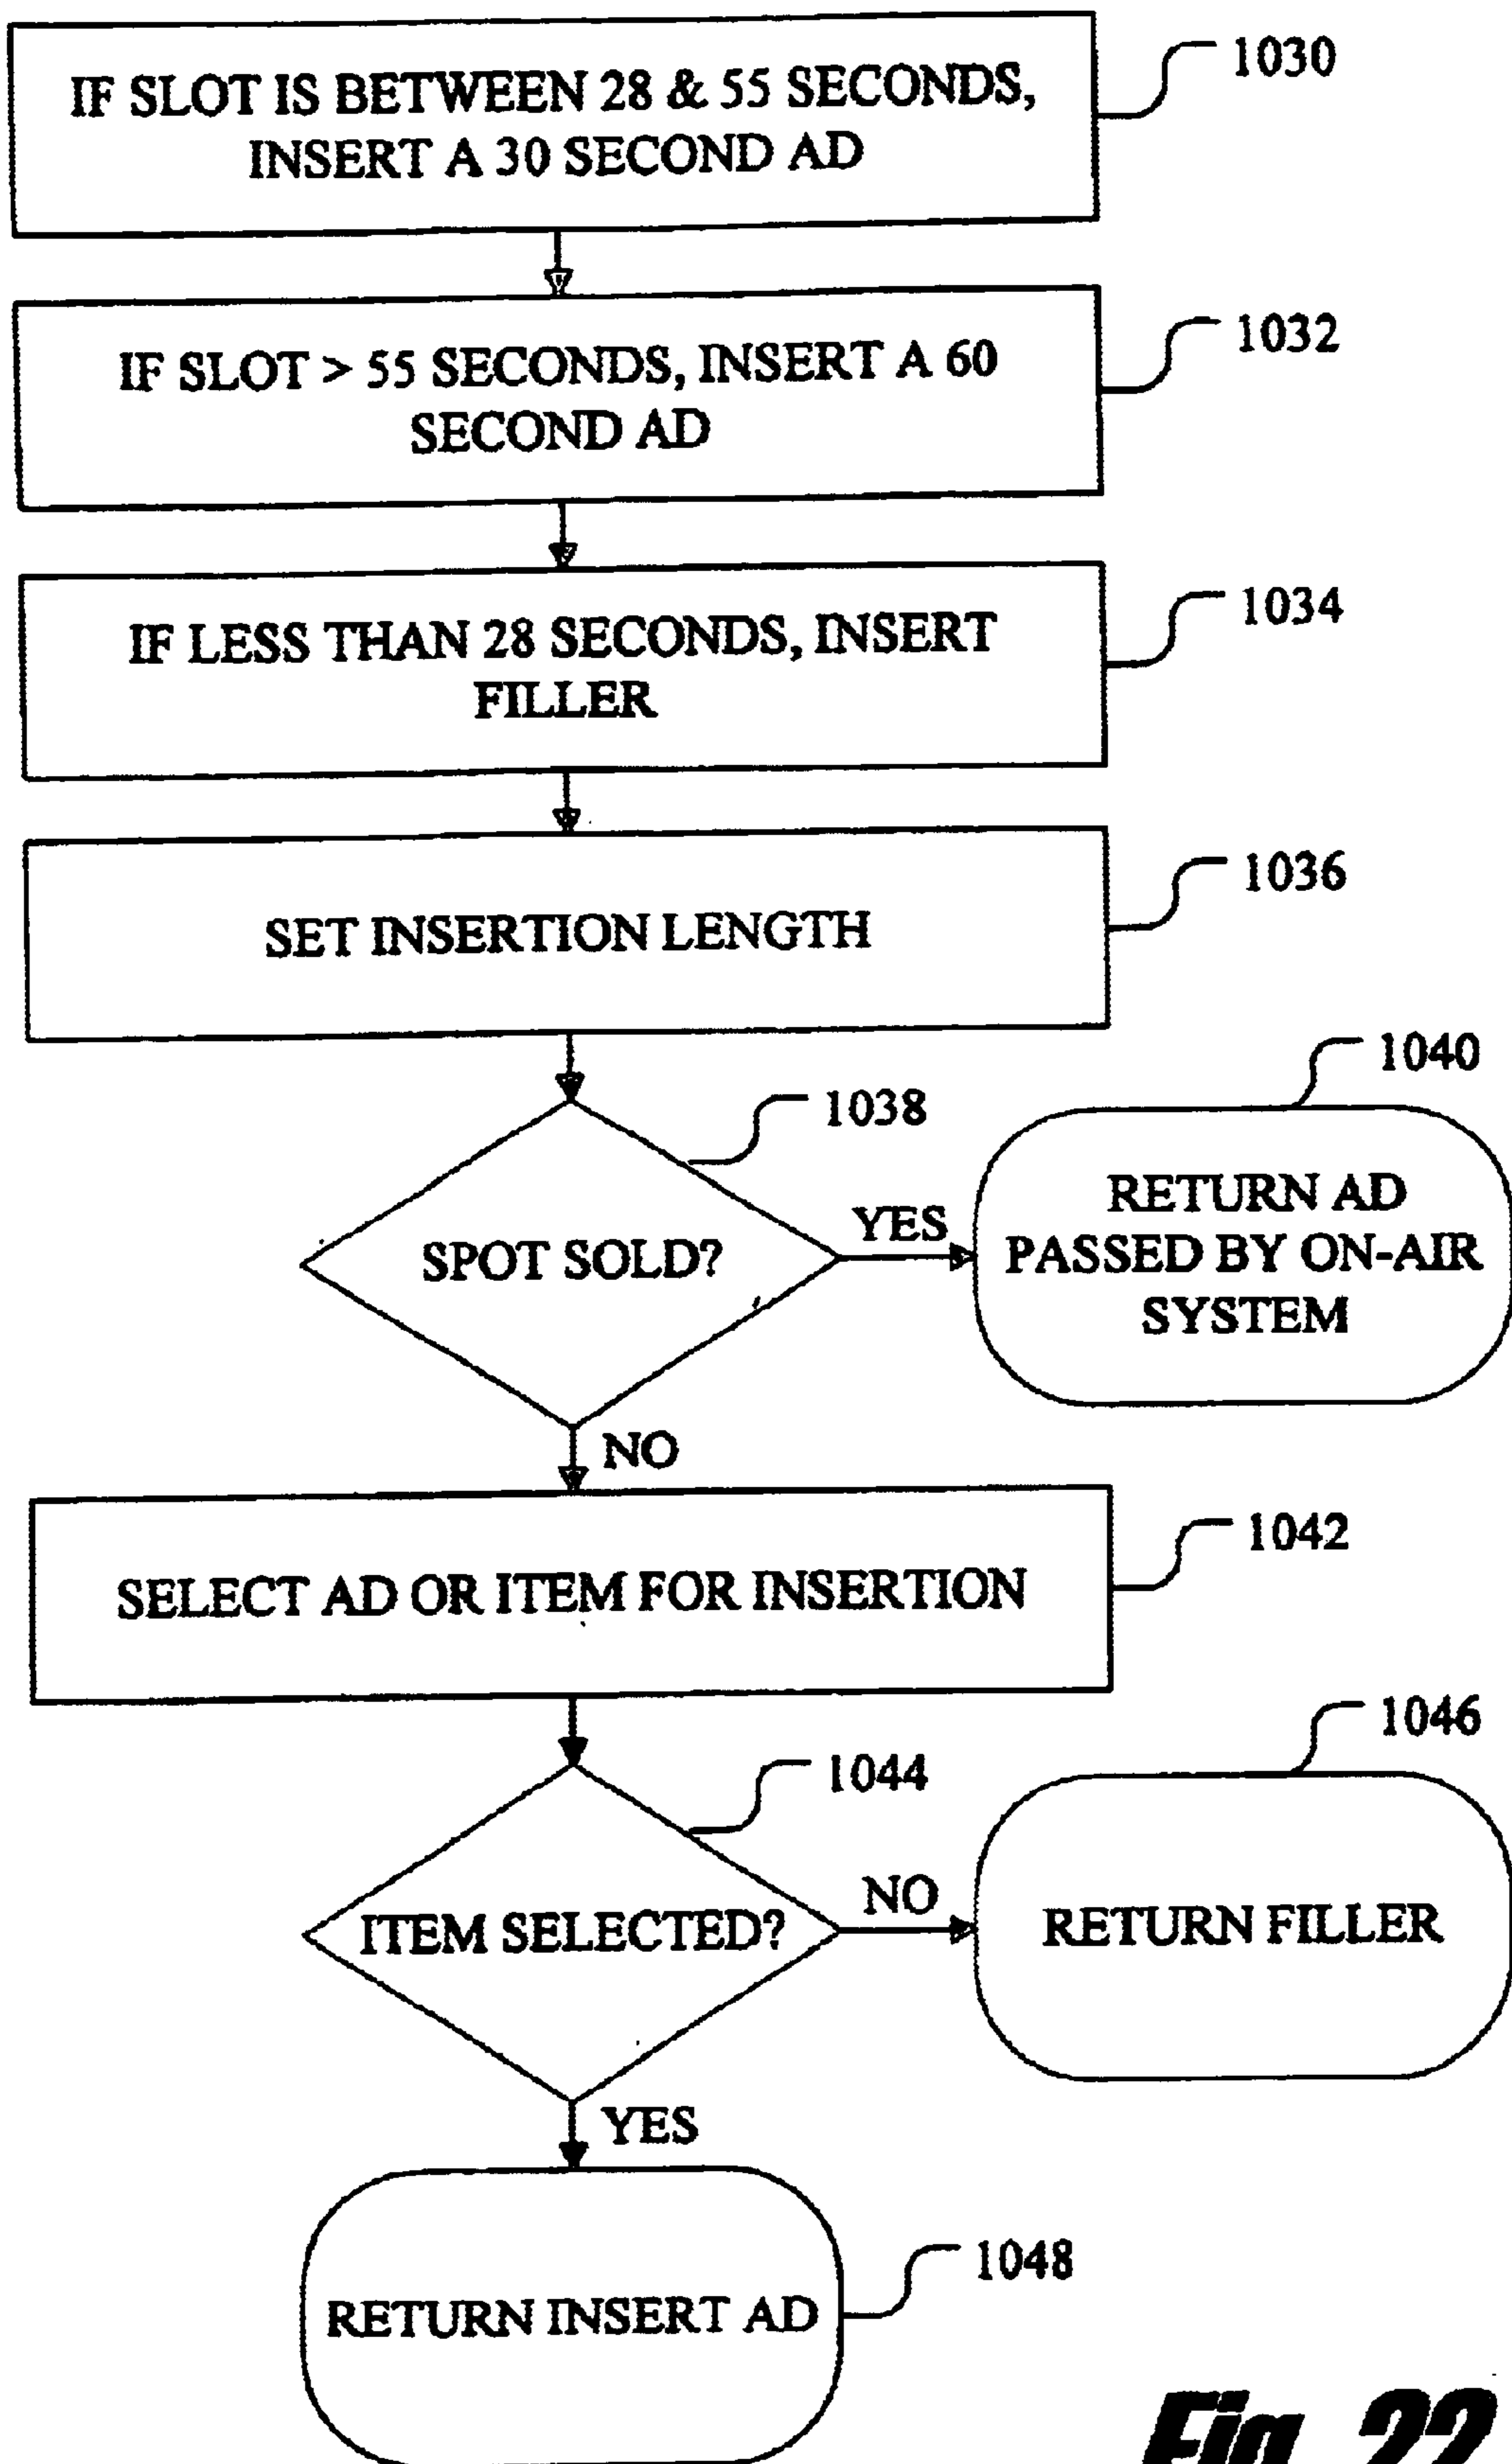 IF SLOT IS BETWEEN 28 & 55 SECONDS,
INSERT A 30 SECOND AD
1030
IF SLOT > 55 SECONDS, INSERT A 60
SECOND AD
1032
IF LESS THAN 28 SECONDS, INSERT
FILLER
1034
SET INSERTION LENGTH
1036
SPOT SOLD?
1038
YES
RETURN AD
PASSED BY ON-AIR
SYSTEM
1040
NO
SELECT AD OR ITEM FOR INSERTION
1042
ITEM SELECTED?
1044
NO
RETURN FILLER
1046
YES
RETURN INSERT AD
1048
Fig. 22